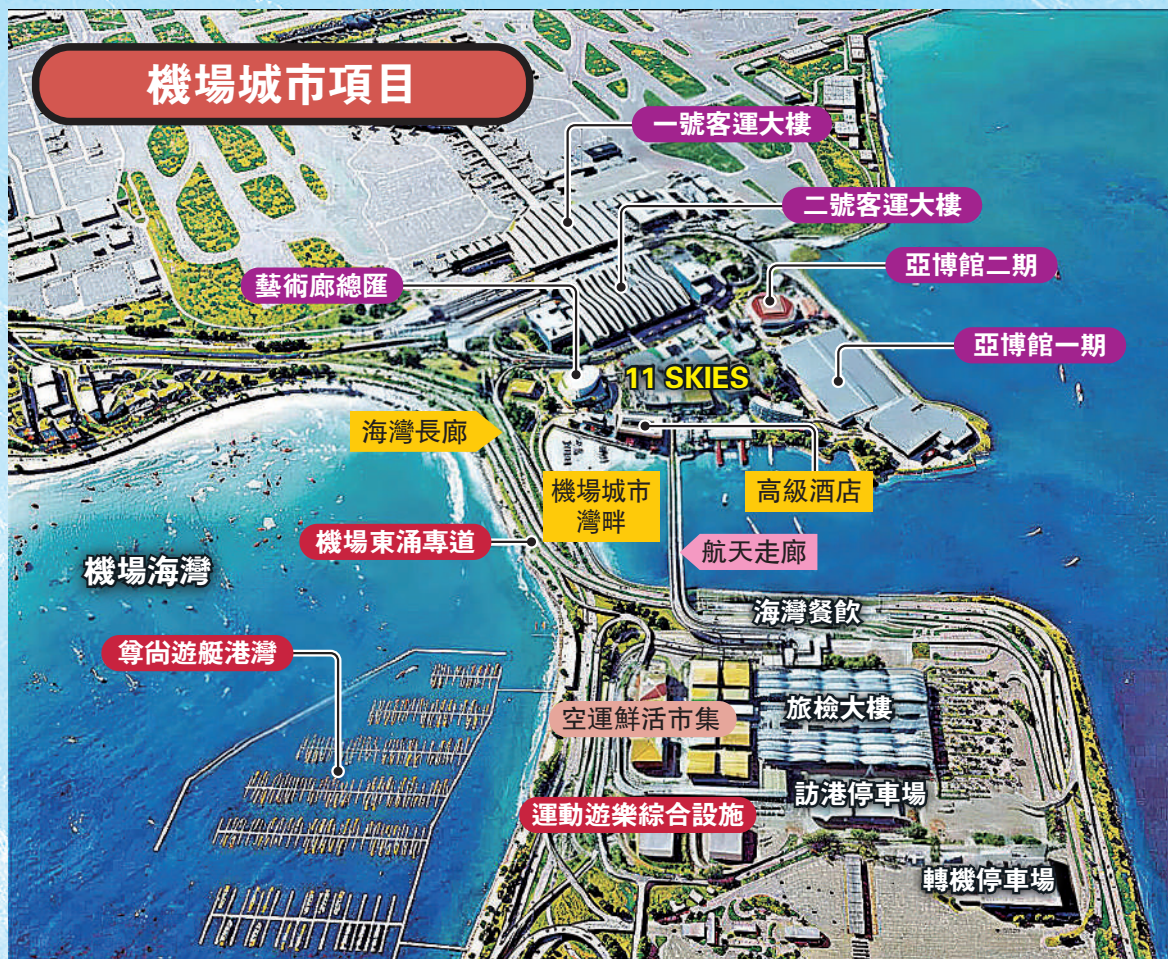 機場城市項目
一號客運大樓
二號客運大樓
亞博館二期
藝術廊總匯
亞博館一期
11 SKIES
海灣長廊
機場城市
灣畔
高級酒店
機場東涌專道
航天走廊
機場海灣
海灣餐飲
尊尚遊艇港灣
空運鮮活市集
旅檢大樓
訪港停車場
運動遊樂綜合設施
轉機停車場